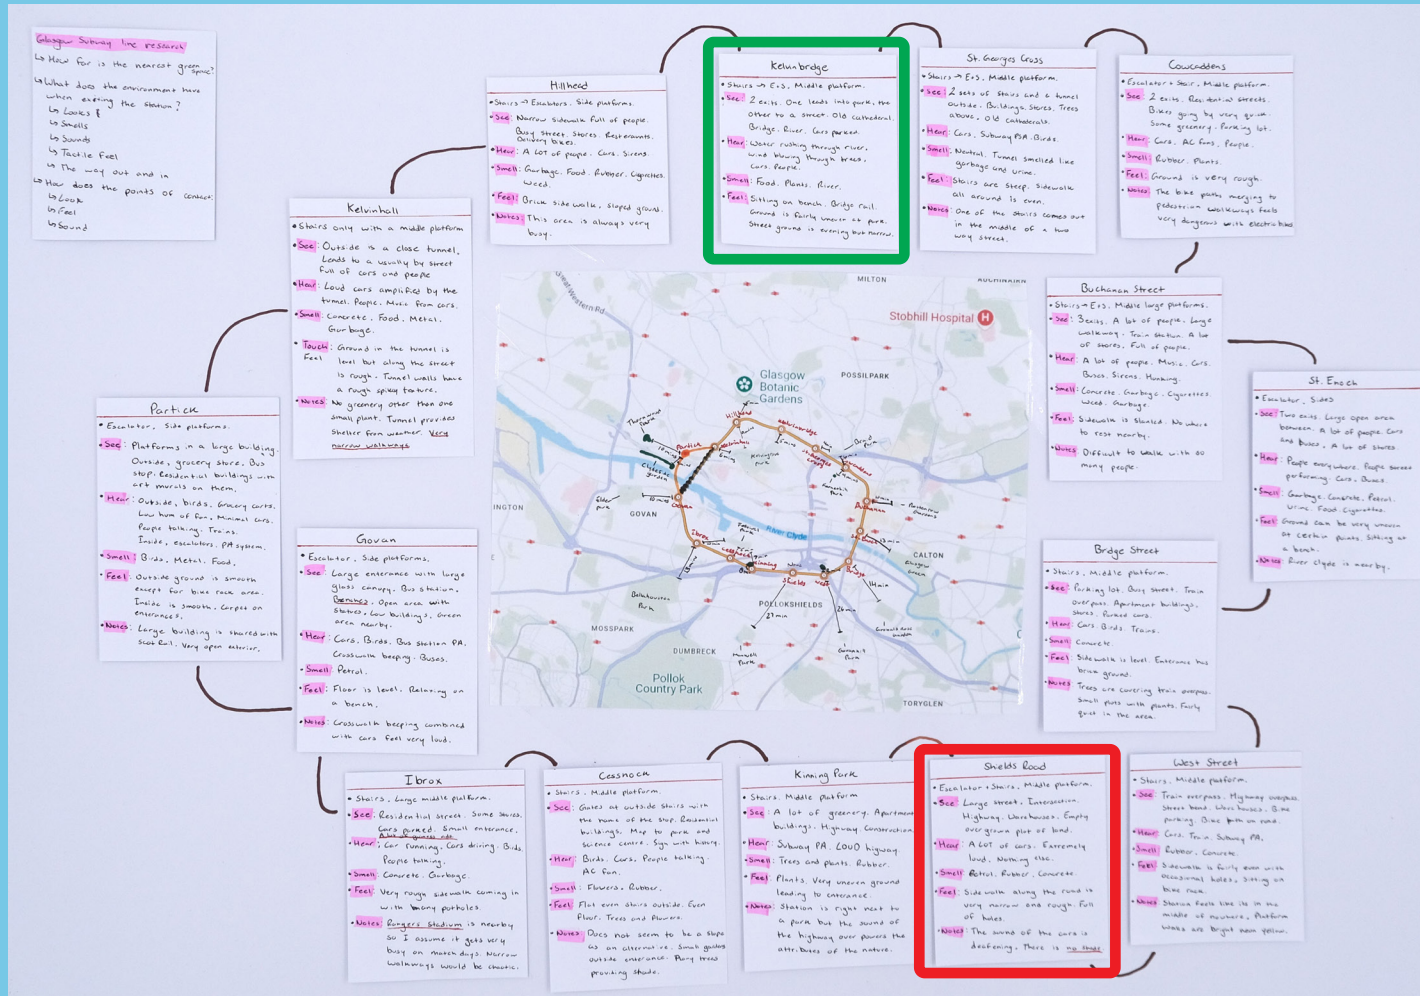 Glasgow Subway line research
↳ How far is the nearest green space?
↳ What does the environment have
when exiting the station?
↳ Looks
↳ Smells
↳ Sounds
↳ Tactile Feel
↳ The way out and in
↳ How does the points of contact:
↳ Look
↳ Feel
↳ Sound
Hillhead
• Stairs → Escalators. Side platforms.
• See: Narrow sidewalk full of people.
Busy street. Stores. Restaurants.
Delivery bikes.
• Hear: A LOT of people. Cars. Sirens.
• Smell: Garbage. Food. Rubber. Cigarettes.
Weed.
• Feel: Brick side walk, sloped ground.
• Notes: This area is always very
busy.
Kelvinbridge
• Stairs → E+S. Middle platform.
• See: 2 exits. One leads into park, the
other to a street. Old Cathedral.
Bridge. River. Cars parked.
• Hear: Water rushing through river,
wind blowing through trees,
cars. People.
• Smell: Food. Plants. River.
• Feel: Sitting on bench. Bridge rail.
Ground is fairly uneven at park.
Street ground is evening but narrow.
St. Georges Cross
• Stairs → E+S. Middle platform.
• See: 2 sets of stairs and a tunnel
outside. Buildings. Stores. Trees
above. Old cathedrals.
• Hear: Cars. Subway PSA. Birds.
• Smell: Neutral. Tunnel smelled like
garbage and urine.
• Feel: Stairs are steep. Sidewalk
all around is even.
• Notes: One of the stairs comes out
in the middle of a two
way street.
Cowcaddens
• Escalator + Stair. Middle platform.
• See: 2 exits. Residential streets.
Bikes going by very quick.
Some greenery. Parking lot.
• Hear: Cars. AC fans. People.
• Smell: Rubber. Plants.
• Feel: Ground is very rough.
• Notes: The bike path merging to
pedestrian walkways feels
very dangerous with electric bikes
Kelvinhall
• Stairs only with a middle platform
• See: Outside is a close tunnel,
Leads to a usually by street
full of cars and people
• Hear: Loud cars amplified by the
tunnel. People. Music from cars.
• Smell: Concrete. Food. Metal.
Garbage.
• Touch: Ground in the tunnel is
Feel level but along the street
is rough. Tunnel walls have
a rough spiky texture.
• Notes: No greenery other than one
small plant. Tunnel provides
Shelter from weather. Very
narrow walkways
Buchanan Street
• Stairs → E+S. Middle large platforms.
• See: 3 exits. A lot of people. Large
walkway. Train station. A lot
of stores. Full of people.
• Hear: A lot of people. Music. Cars.
Buses. Sirens. Hunking.
• Smell: Concrete. Garbage. Cigarettes.
Weed. Garbage.
• Feel: Sidewalk is slanted. No where
to rest nearby.
• Notes: Difficult to walk with so
many people.
St. Enoch
• Escalator. Sides
• See: Two exits. Large open area
between. A lot of people. Cars
and buses. A lot of stores.
• Hear: People everywhere. People
performing. Cars. Buses.
• Smell: Garbage. Concrete. Petrol.
Urine. Food. Cigarettes.
• Feel: Ground can be very uneven
at certain points. Sitting at
a bench.
• Notes: River Clyde is nearby.
Partick
• Escalator. Side platforms.
• See: Platforms in a large building.
Outside, grocery store. Bus
stop. Residential buildings with
art murals on them.
• Hear: Outside, birds. Grocery carts.
Low hum of fan. Minimal cars.
People talking. Trains.
Inside, escalators. PA system.
• Smell: Birds. Metal. Food.
• Feel: Outside ground is smooth
except for bike rack area.
Inside is smooth. Carpet on
entrances.
• Notes: Large building is shared with
ScotRail. Very open exterior.
Govan
• Escalator. Side platforms.
• See: Large enterance with large
glass canopy. Bus station.
Benches. Open area with
Statues. Low buildings. Green
area nearby.
• Hear: Cars. Birds. Bus station PA.
Crosswalk beeping. Buses.
• Smell: Petrol.
• Feel: Floor is level. Relaxing on
a bench.
• Notes: Crosswalk beeping combined
with cars feel very loud.
MILTON
AUCHINAIRN
Great Western Rd
Stobhill Hospital H
Glasgow
Botanic
Gardens
POSSILPARK
Hillhead
Kelvinbridge
Partick
Kelvinhall
Kelvingrove
Park
Elder
Park
10 min
GOVAN
Govan
River Clyde
Ibrox
CALTON
Bellahouston
Park
MOSSPARK
POLLOKSHIELDS
Shields
West
Bridge
14 min
27 min
26 min
Maxwell
Park
DUMBRECK
Pollok
Country Park
TORYGLEN
Bridge Street
• Stairs. Middle platform.
• See: Parking lot. Busy street. Train
overpass. Apartment buildings.
Stores. Parked cars.
• Hear: Cars. Birds. Trains.
• Smell: Concrete.
• Feel: Sidewalk is level. Enterance has
brick ground.
• Notes: Trees are covering train overpass.
Small pots with plants. Fairly
quiet in the area.
Ibrox
• Stairs. Large middle platform.
• See: Residential street. Some stores.
Cars parked. Small enterance.
• Hear: Car running. Cars driving. Birds.
People talking.
• Smell: Concrete. Garbage.
• Feel: Very rough sidewalk coming in
with many potholes.
• Notes: Rangers Stadium is nearby
so I assume it gets very
busy on match days. Narrow
walkways would be chaotic.
Cessnock
• Stairs. Middle platform.
• See: Gates at outside stairs with
the name of the stop. Residential
buildings. Map to park and
science centre. Sign with history.
• Hear: Birds. Cars. People talking.
AC fan.
• Smell: Flowers. Rubber.
• Feel: Flat even stairs outside. Even
floor. Trees and flowers.
• Notes: Does not seem to be a slope
as an alternative. Small garden
outside enterance. Many trees
providing shade.
Kinning Park
• Stairs. Middle platform
• See: A lot of greenery. Apartment
buildings. Highway. Construction.
• Hear: Subway PA. LOUD higway.
• Smell: Trees and plants. Rubber.
• Feel: Plants. Very uneven ground
leading to enterance.
• Notes: Station is right next to
a park but the sound of
the highway over powers the
attributes of the nature.
Shields Road
• Escalator + Stairs. Middle platform.
• See: Large street. Intersection.
Highway. Warehouses. Empty
overgrown plot of land.
• Hear: A LOT of cars. Extremely
loud. Nothing else.
• Smell: Petrol. Rubber. Concrete.
• Feel: Side walk along the road is
very narrow and rough. Full
of holes.
• Notes: The sound of the cars is
deafening. There is no shade.
West Street
• Stairs. Middle platform.
• See: Train overpass. Highway overpass.
Street bend. Warehouses. Bike
parking. Bike path on road.
• Hear: Cars. Train. Subway PA.
• Smell: Rubber. Concrete.
• Feel: Sidewalk is fairly even with
occasional holes. Sitting on
bike rack.
• Notes: Station feels like its in the
middle of nowhere. Platform
walls are bright neon yellow.